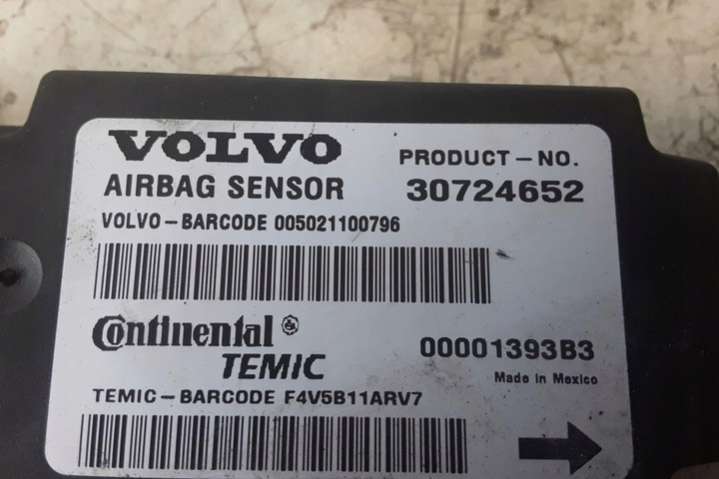 VOLVO
PRODUCT-NO.
AIRBAG SENSOR
30724652
VOLVO-BARCODE 005021100796
Continental
TEMIC
00001393B3
Made in Mexico
TEMIC-BARCODE F4V5B11ARV7